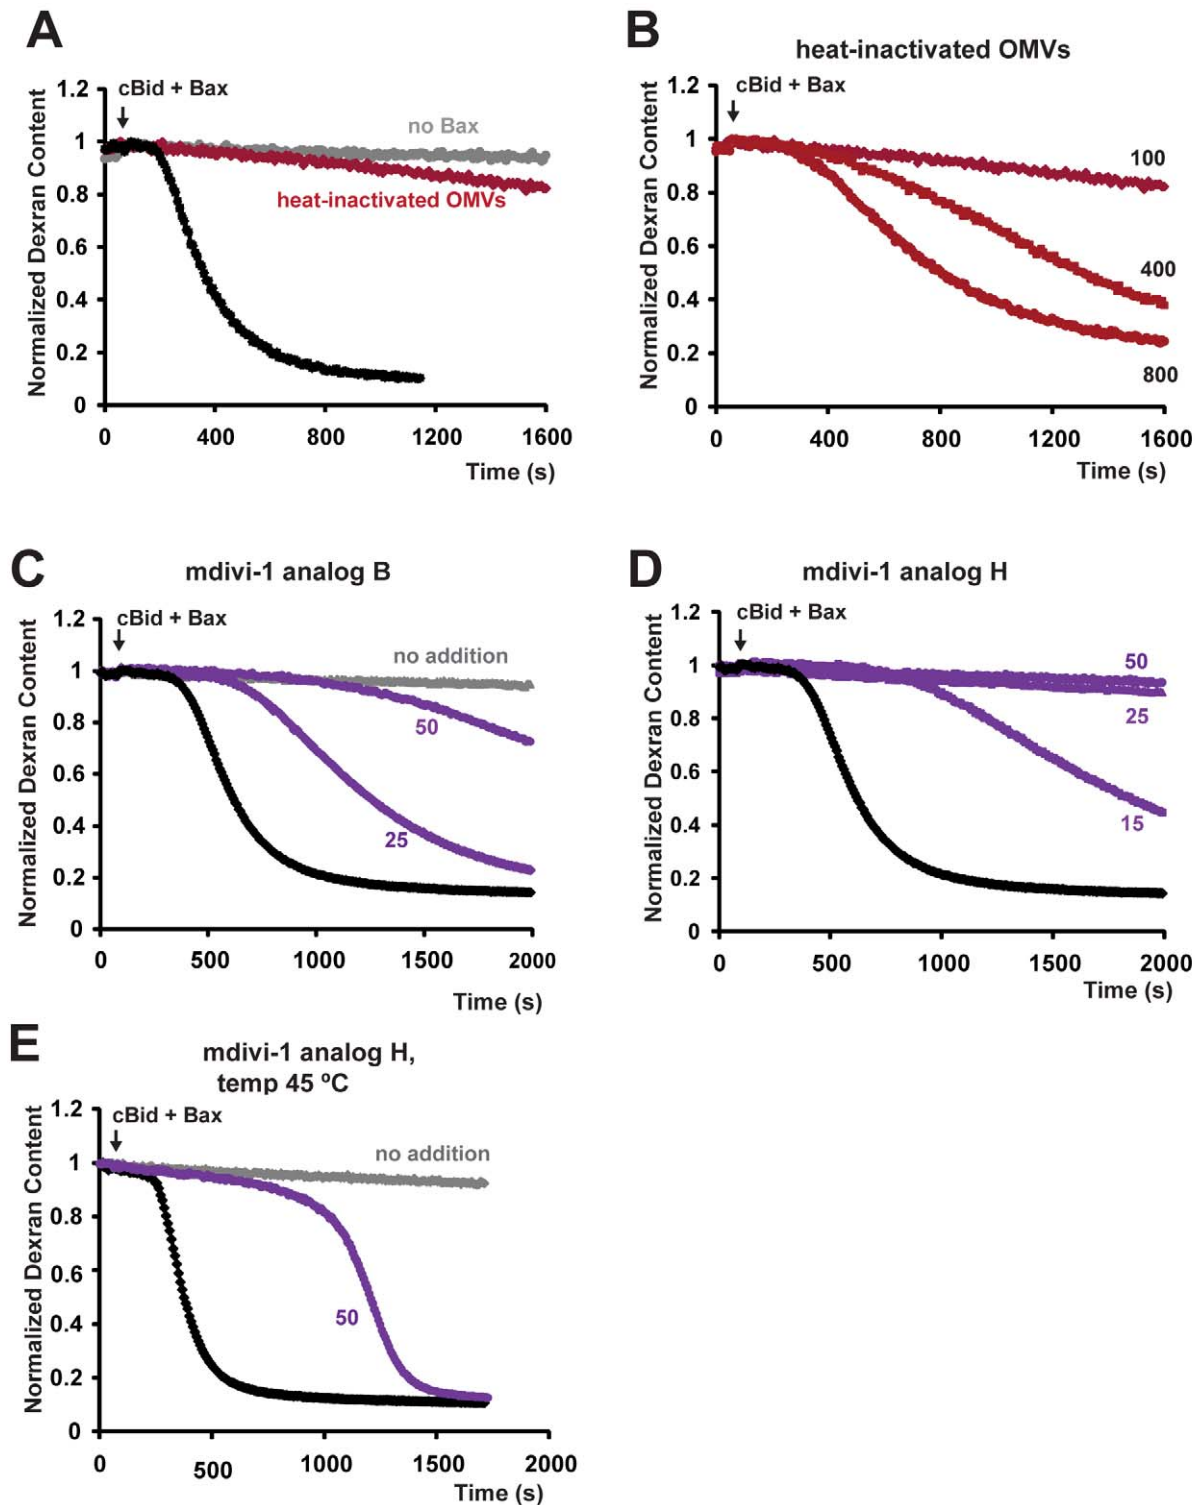 A
1.2
cBid + Bax
1
no Bax
0.8
heat-inactivated OMVs
0.6
0.4
0.2
0
Normalized Dexran Content
0 400 800 1200 1600
Time (s)
B
heat-inactivated OMVs
1.2
cBid + Bax
1
100
0.8
0.6
400
0.4
0.2
800
0
Normalized Dexran Content
0 400 800 1200 1600
Time (s)
C
mdivi-1 analog B
1.2
cBid + Bax
no addition
1
0.8
50
0.6
0.4
25
0.2
0
Normalized Dexran Content
0 500 1000 1500 2000
Time (s)
D
mdivi-1 analog H
1.2
cBid + Bax
50
1
25
0.8
0.6
0.4
15
0.2
0
Normalized Dexran Content
0 500 1000 1500 2000
Time (s)
E
mdivi-1 analog H,
temp 45 ºC
1.2
cBid + Bax
no addition
1
0.8
0.6
50
0.4
0.2
0
Normalized Dexran Content
0 500 1000 1500 2000
Time (s)